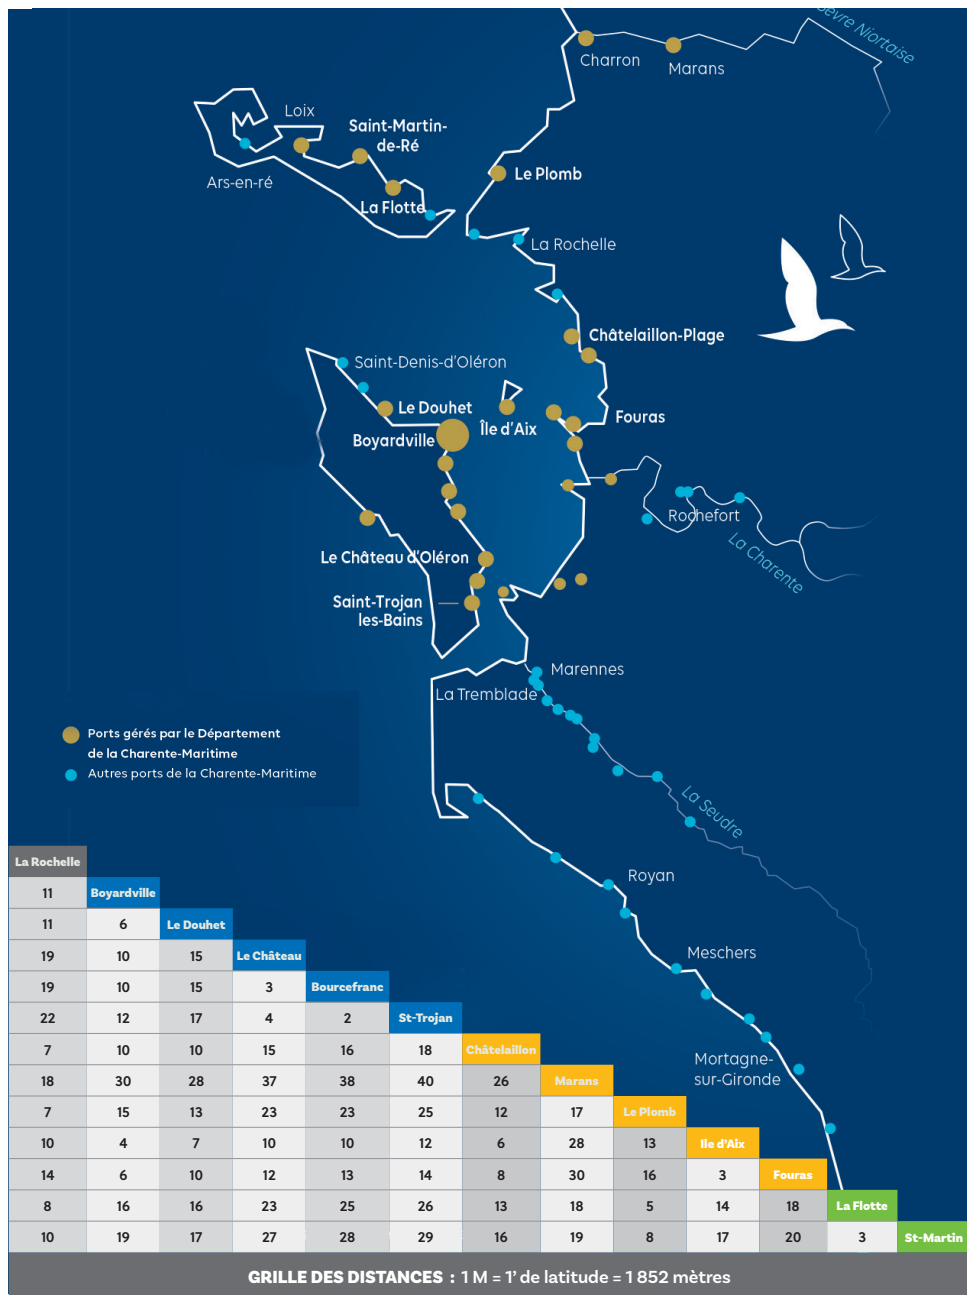 Sèvre Niortaise
Charron
Marans
Loix
Saint-Martin-
de-Ré
Le Plomb
Ars-en-ré
La Flotte
La Rochelle
Châtelaillon-Plage
Saint-Denis-d'Oléron
Le Douhet
Île d'Aix
Fouras
Boyardville
Rochefort
La Charente
Le Château d'Oléron
Saint-Trojan
les-Bains
Marennes
La Tremblade
Ports gérés par le Département
de la Charente-Maritime
Autres ports de la Charente-Maritime
La Seudre
Royan
Meschers
Mortagne-
sur-Gironde
La Rochelle
11 Boyardville
11 6 Le Douhet
19 10 15 Le Château
19 10 15 3 Bourcefranc
22 12 17 4 2 St-Trojan
7 10 10 15 16 18 Châtelaillon
18 30 28 37 38 40 26 Marans
7 15 13 23 23 25 12 17 Le Plomb
10 4 7 10 10 12 6 28 13 Ile d'Aix
14 6 10 12 13 14 8 30 16 3 Fouras
8 16 16 23 25 26 13 18 5 14 18 La Flotte
10 19 17 27 28 29 16 19 8 17 20 3 St-Martin
GRILLE DES DISTANCES : 1 M = 1' de latitude = 1 852 mètres